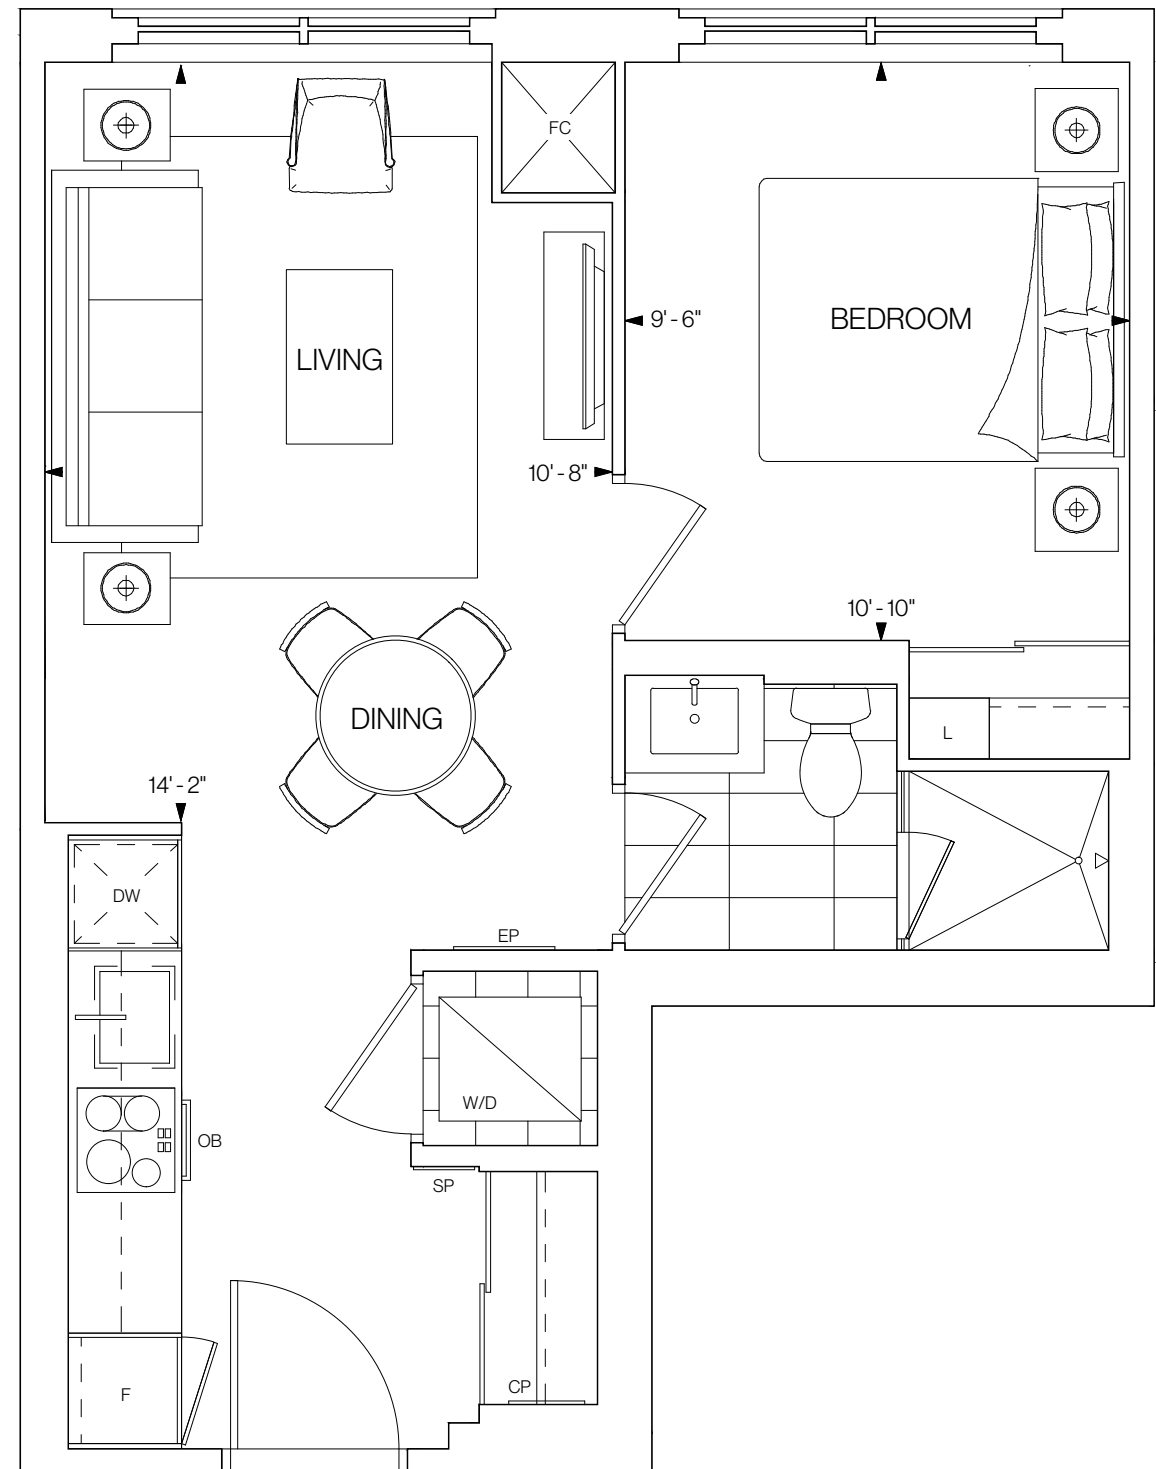 FC
9'-6"
BEDROOM
LIVING
10'-8"
10'-10"
DINING
L
14'-2"
DW
EP
W/D
OB
SP
CP
F